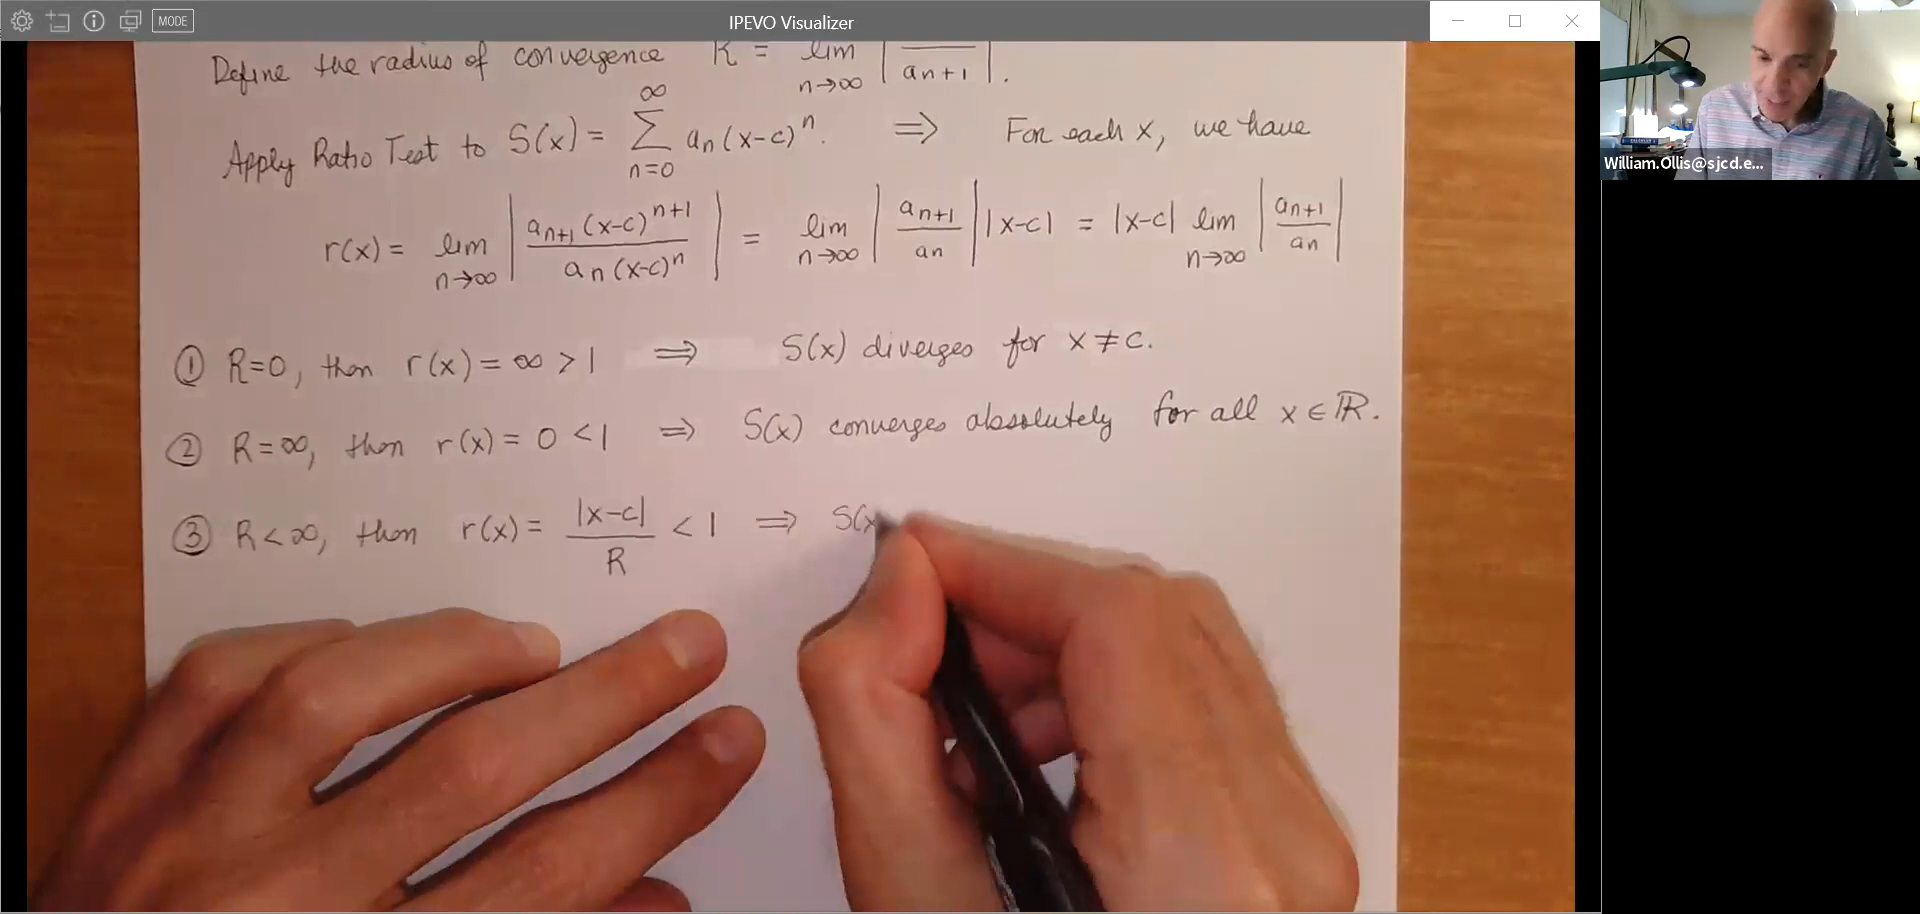 MODE
IPEVO Visualizer
Define the radius of convergence R = lim n→∞ | / an+1 | .
Apply Ratio Test to S(x) = ∑ n=0 ∞ an (x-c)^n. ⇒ For each x, we have
r(x) = lim n→∞ | an+1 (x-c)^n+1 / an (x-c)^n | = lim n→∞ | an+1 / an | |x-c| = |x-c| lim n→∞ | an+1 / an |
① R=0, then r(x) = ∞ > 1 ⇒ S(x) diverges for x ≠ c.
② R=∞, then r(x) = 0 < 1 ⇒ S(x) converges absolutely for all x ∈ ℝ.
③ R<∞, then r(x) = |x-c| / R < 1 ⇒ S(x
William.Ollis@sjcd.e...